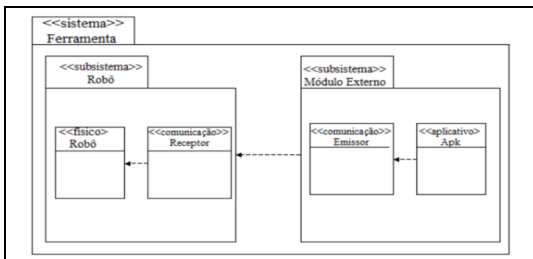 <<sistema>>
Ferramenta
<<subsistema>>
Robô
<<físico>
Robô
<<comunicação>>
Receptor
<<subsistema>>
Módulo Externo
<<comunicação>>
Emissor
<<aplicativo>
Apk